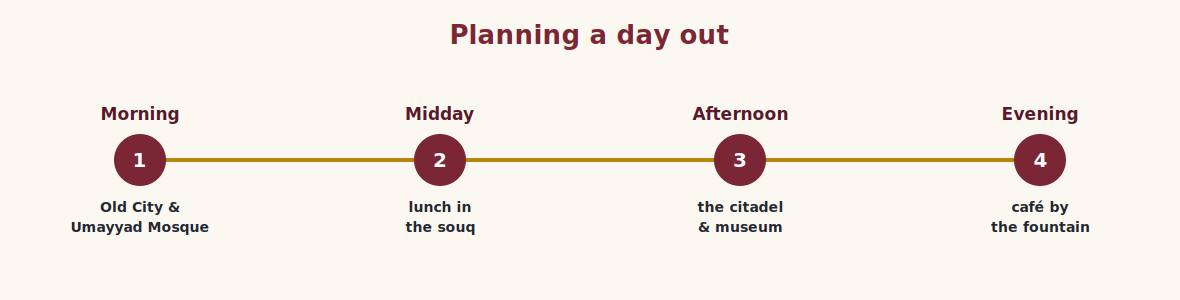 Planning a day out
Morning
1
Old City &
Umayyad Mosque
Midday
2
lunch in
the souq
Afternoon
3
the citadel
& museum
Evening
4
café by
the fountain